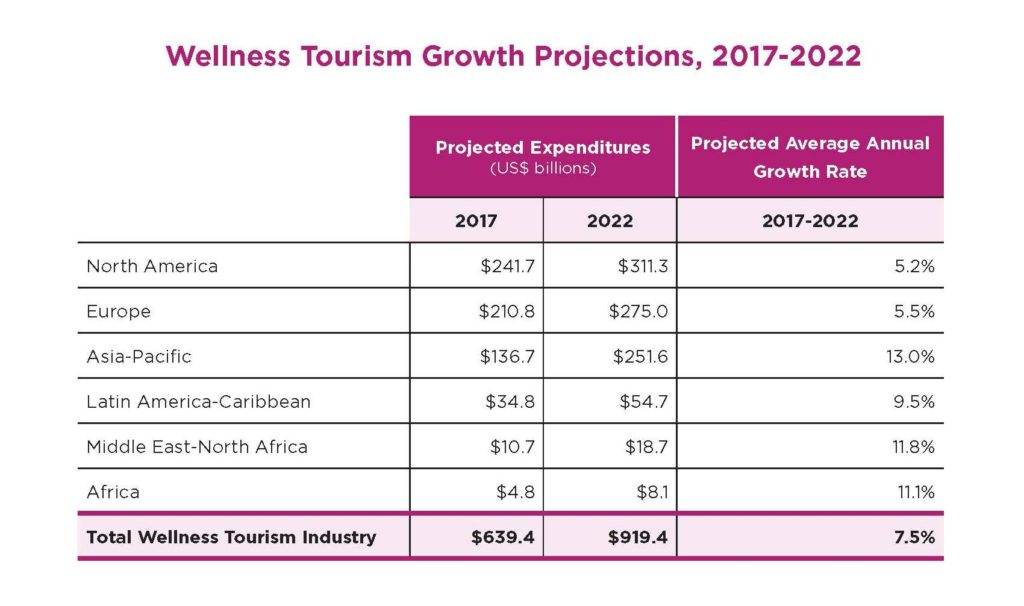 Wellness Tourism Growth Projections, 2017-2022
Projected Expenditures
(US$ billions)
Projected Average Annual
Growth Rate
2017 2022 2017-2022
North America $241.7 $311.3 5.2%
Europe $210.8 $275.0 5.5%
Asia-Pacific $136.7 $251.6 13.0%
Latin America-Caribbean $34.8 $54.7 9.5%
Middle East-North Africa $10.7 $18.7 11.8%
Africa $4.8 $8.1 11.1%
Total Wellness Tourism Industry $639.4 $919.4 7.5%